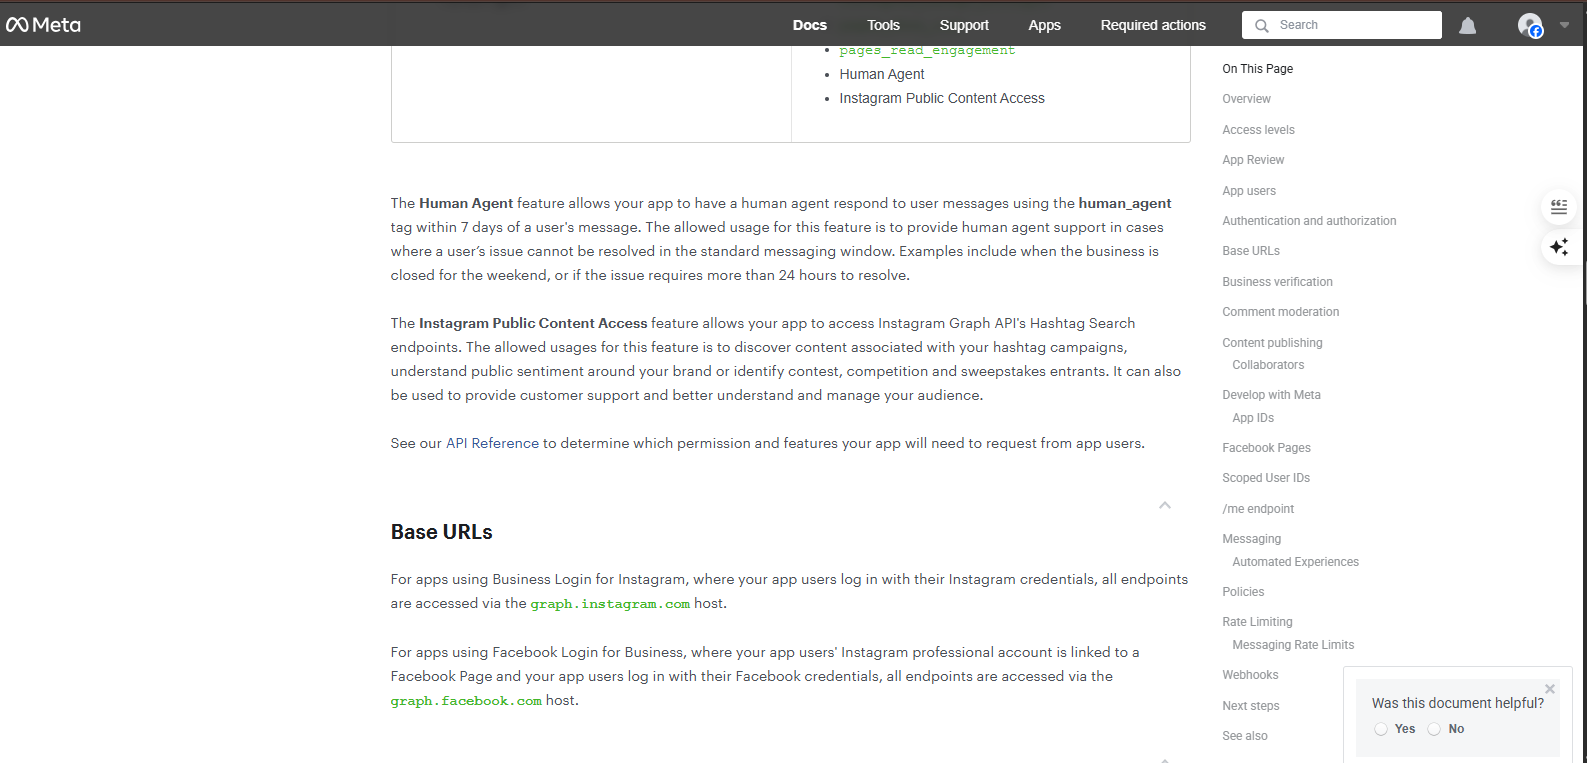 Meta
Docs
Tools
Support
Apps
Required actions
Search
pages_read_engagement
Human Agent
Instagram Public Content Access
The Human Agent feature allows your app to have a human agent respond to user messages using the human_agent
tag within 7 days of a user's message. The allowed usage for this feature is to provide human agent support in cases
where a user’s issue cannot be resolved in the standard messaging window. Examples include when the business is
closed for the weekend, or if the issue requires more than 24 hours to resolve.
The Instagram Public Content Access feature allows your app to access Instagram Graph API's Hashtag Search
endpoints. The allowed usages for this feature is to discover content associated with your hashtag campaigns,
understand public sentiment around your brand or identify contest, competition and sweepstakes entrants. It can also
be used to provide customer support and better understand and manage your audience.
See our API Reference to determine which permission and features your app will need to request from app users.
Base URLs
For apps using Business Login for Instagram, where your app users log in with their Instagram credentials, all endpoints
are accessed via the graph.instagram.com host.
For apps using Facebook Login for Business, where your app users' Instagram professional account is linked to a
Facebook Page and your app users log in with their Facebook credentials, all endpoints are accessed via the
graph.facebook.com host.
On This Page
Overview
Access levels
App Review
App users
Authentication and authorization
Base URLs
Business verification
Comment moderation
Content publishing
Collaborators
Develop with Meta
App IDs
Facebook Pages
Scoped User IDs
/me endpoint
Messaging
Automated Experiences
Policies
Rate Limiting
Messaging Rate Limits
Webhooks
Next steps
See also
Was this document helpful?
Yes
No